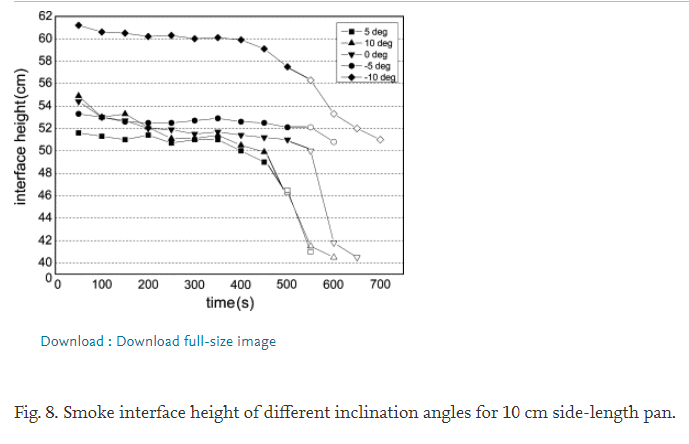 62
60
58
56
54
52
50
48
46
44
42
40
0
0 100 200 300 400 500 600 700
interface height(cm)
time(s)
5 deg
10 deg
0 deg
-5 deg
-10 deg
Download : Download full-size image
Fig. 8. Smoke interface height of different inclination angles for 10 cm side-length pan.